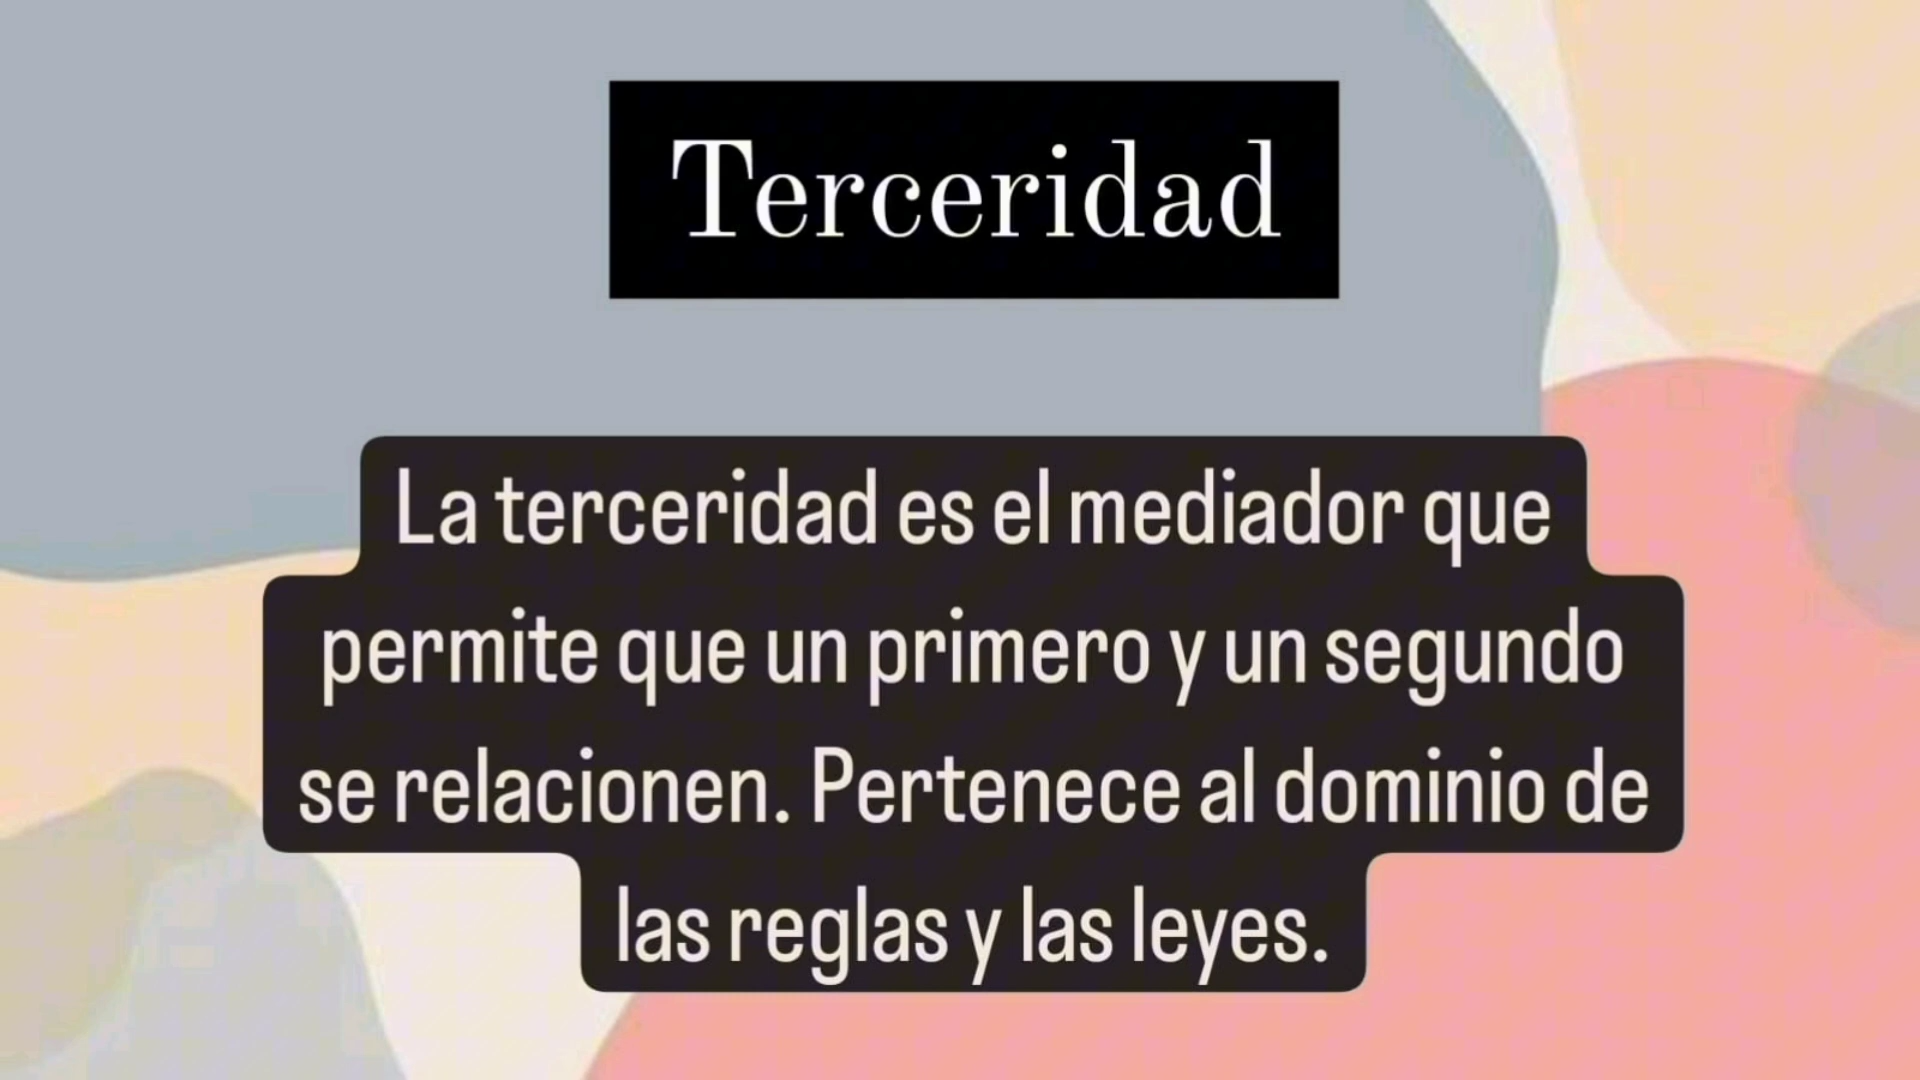 Terceridad
La terceridad es el mediador que
permite que un primero y un segundo
se relacionen. Pertenece al dominio de
las reglas y las leyes.